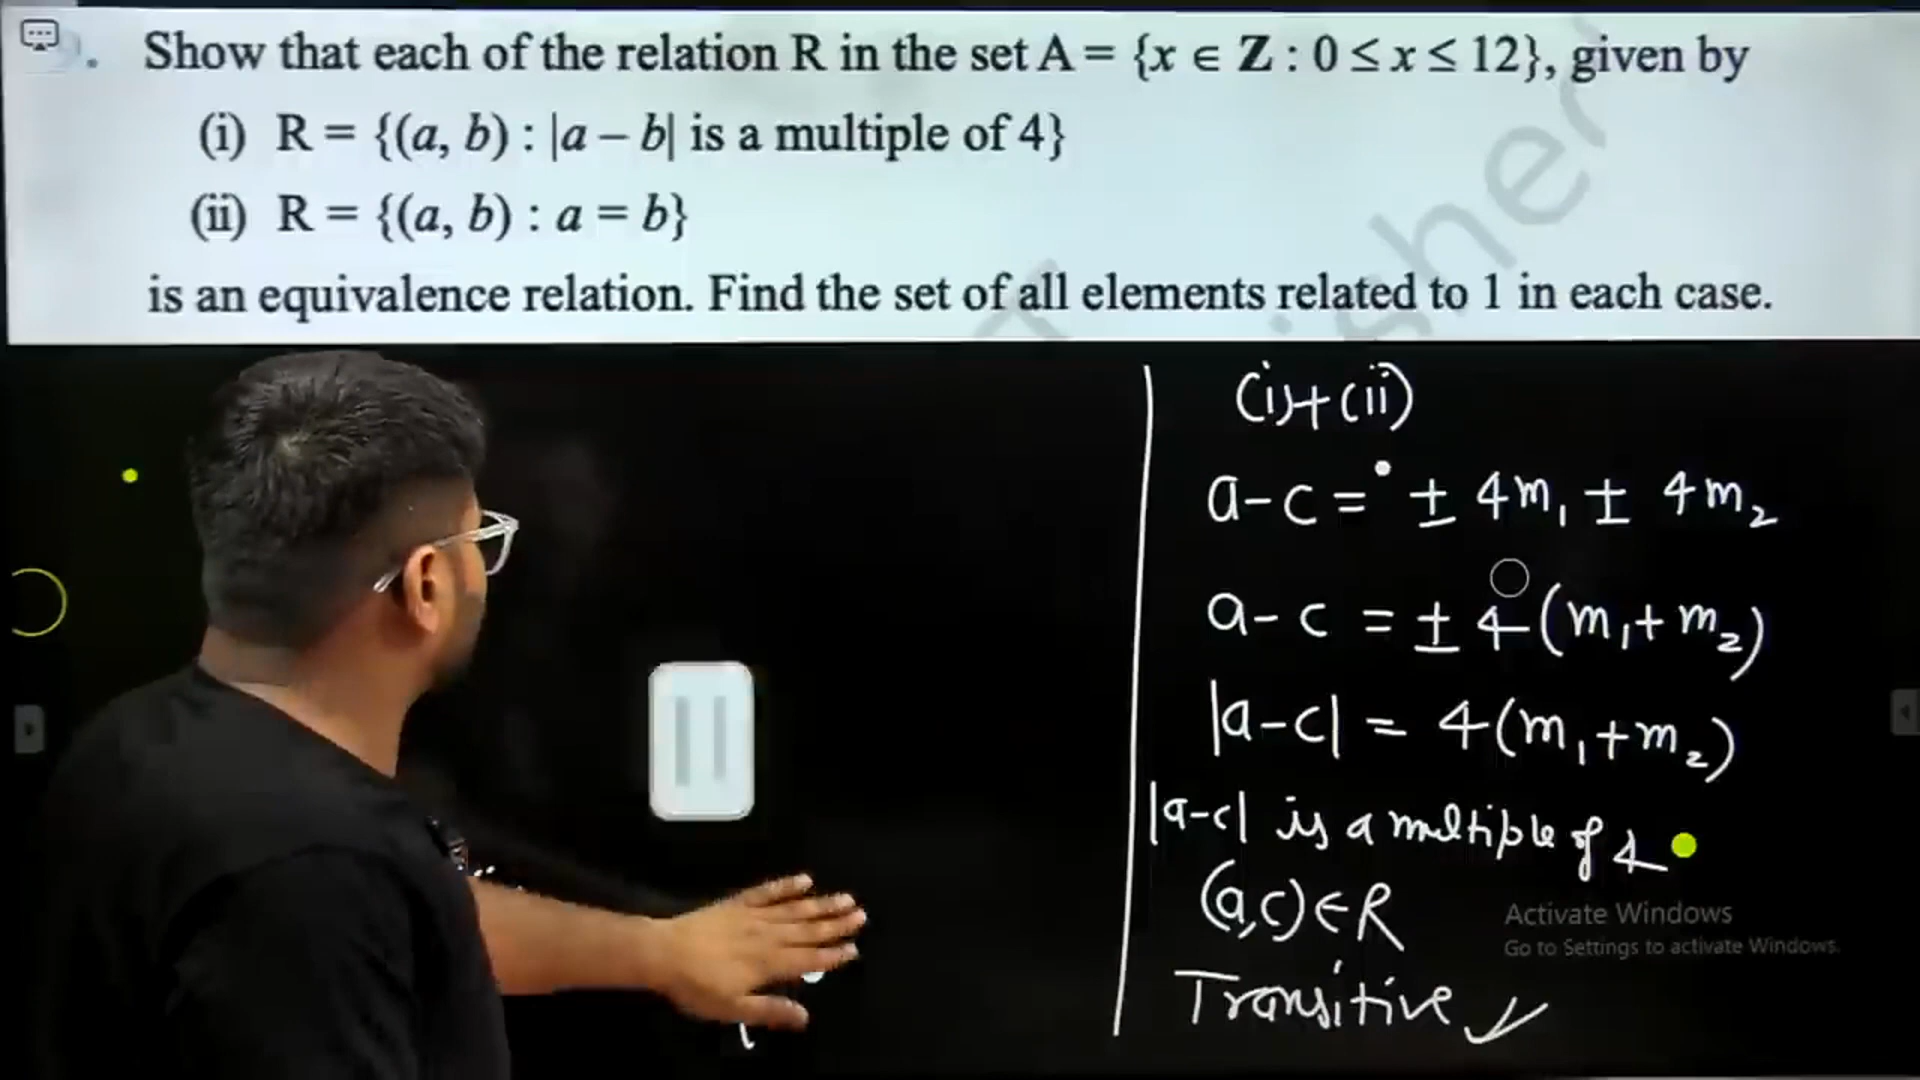 . Show that each of the relation R in the set A = {x ∈ Z : 0 ≤ x ≤ 12}, given by
(i) R = {(a, b) : |a – b| is a multiple of 4}
(ii) R = {(a, b) : a = b}
is an equivalence relation. Find the set of all elements related to 1 in each case.
(i)+(ii)
a-c = ± 4m₁ ± 4m₂
a-c = ± 4(m₁+m₂)
|a-c| = 4(m₁+m₂)
|a-c| is a multiple of 4
(a,c)∈R
Transitive ✓
Activate Windows
Go to Settings to activate Windows.